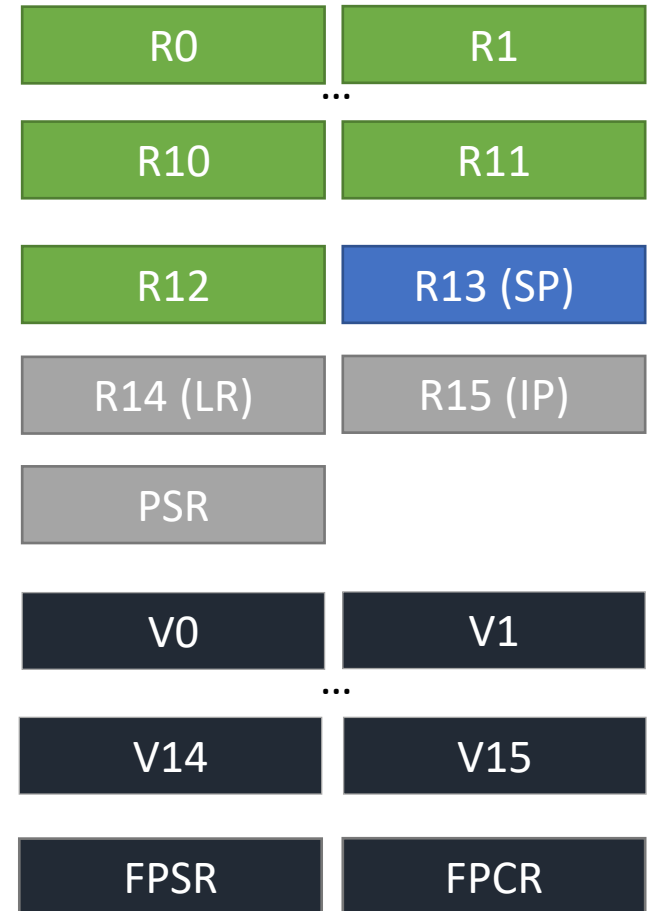 R0 R1
...
R10 R11
R12 R13 (SP)
R14 (LR) R15 (IP)
PSR
V0 V1
...
V14 V15
FPSR FPCR